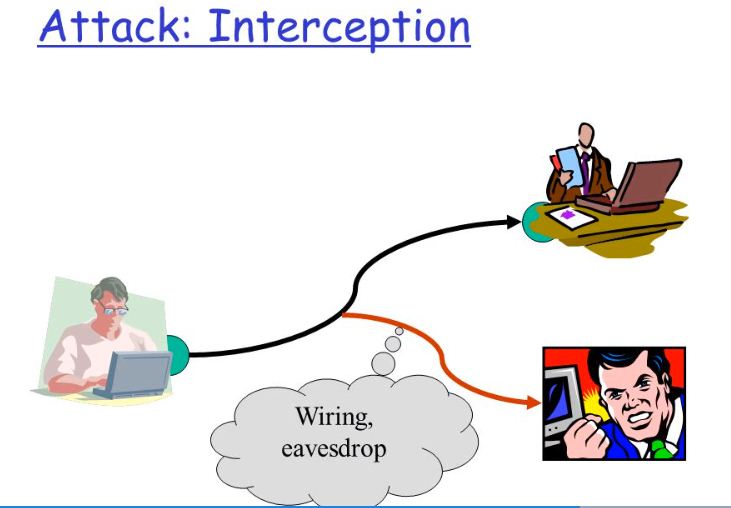 Attack: Interception
Wiring,
eavesdrop